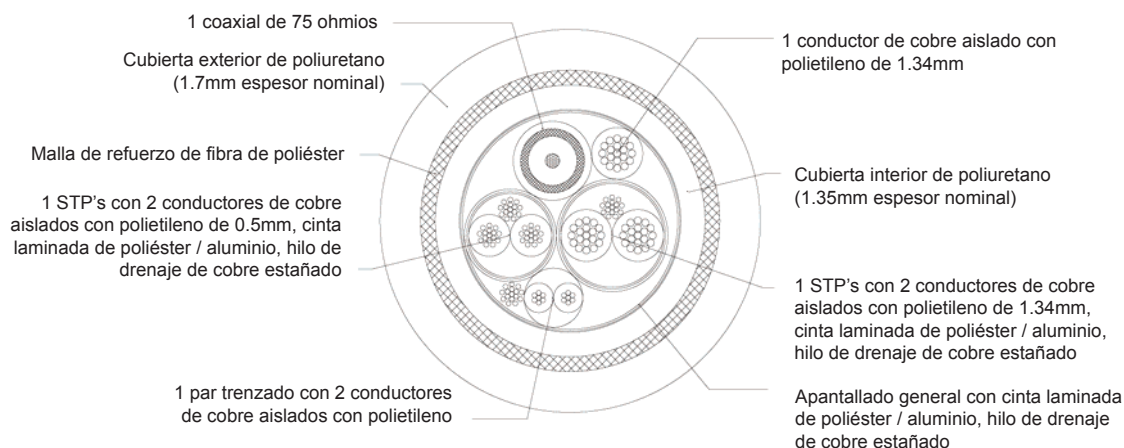 1 coaxial de 75 ohmios
Cubierta exterior de poliuretano
(1.7mm espesor nominal)
Malla de refuerzo de fibra de poliéster
1 STP's con 2 conductores de cobre
aislados con polietileno de 0.5mm, cinta
laminada de poliéster / aluminio, hilo de
drenaje de cobre estañado
1 par trenzado con 2 conductores
de cobre aislados con polietileno
1 conductor de cobre aislado con
polietileno de 1.34mm
Cubierta interior de poliuretano
(1.35mm espesor nominal)
1 STP's con 2 conductores de cobre
aislados con polietileno de 1.34mm,
cinta laminada de poliéster / aluminio,
hilo de drenaje de cobre estañado
Apantallado general con cinta laminada
de poliéster / aluminio, hilo de drenaje
de cobre estañado